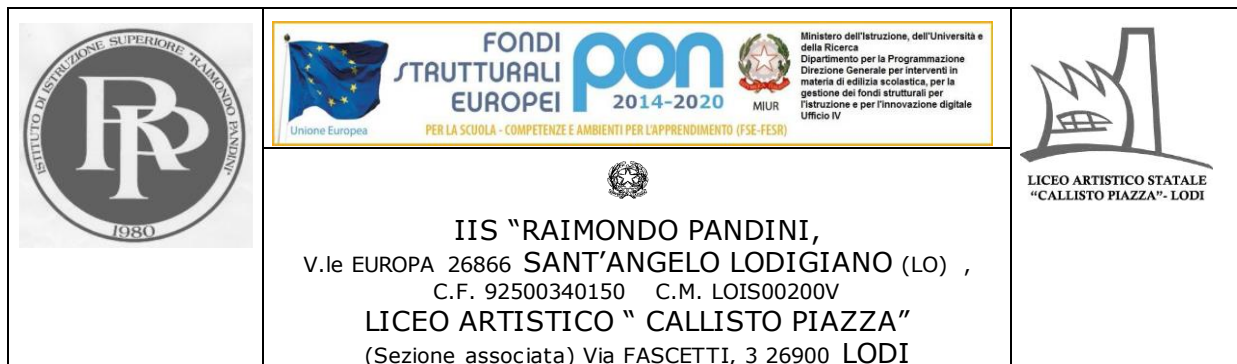 ISTITUTO DI ISTRUZIONE SUPERIORE "RAIMONDO PANDINI"
1980
Unione Europea
FONDI
STRUTTURALI
EUROPEI
pon
2014-2020
MIUR
Ministero dell'Istruzione, dell'Università e
della Ricerca
Dipartimento per la Programmazione
Direzione Generale per interventi in
materia di edilizia scolastica, per la
gestione dei fondi strutturali per
l'istruzione e per l'innovazione digitale
Ufficio IV
PER LA SCUOLA - COMPETENZE E AMBIENTI PER L'APPRENDIMENTO (FSE-FESR)
LICEO ARTISTICO STATALE
"CALLISTO PIAZZA"- LODI
IIS “RAIMONDO PANDINI,
V.le EUROPA 26866 SANT’ANGELO LODIGIANO (LO) ,
C.F. 92500340150 C.M. LOIS00200V
LICEO ARTISTICO “ CALLISTO PIAZZA”
(Sezione associata) Via FASCETTI, 3 26900 LODI